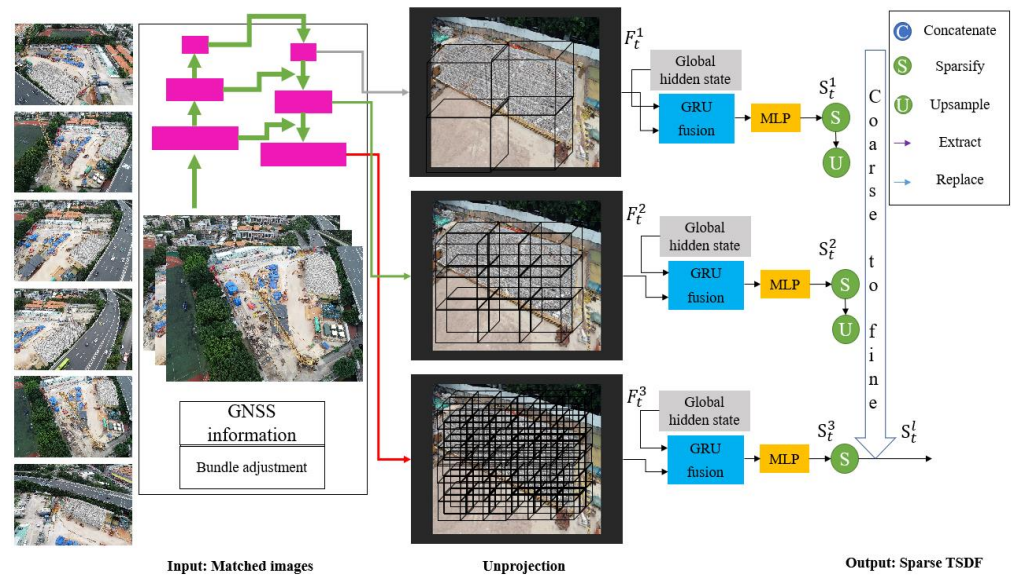 GNSS
information
Bundle adjustment
Input: Matched images
Unprojection
F_t^1
Global
hidden state
GRU
fusion
MLP
S_t^1
S
U
F_t^2
Global
hidden state
GRU
fusion
MLP
S_t^2
S
U
F_t^3
Global
hidden state
GRU
fusion
MLP
S_t^3
S
S_t^l
Coarse to fine
C Concatenate
S Sparsify
U Upsample
Extract
Replace
Output: Sparse TSDF